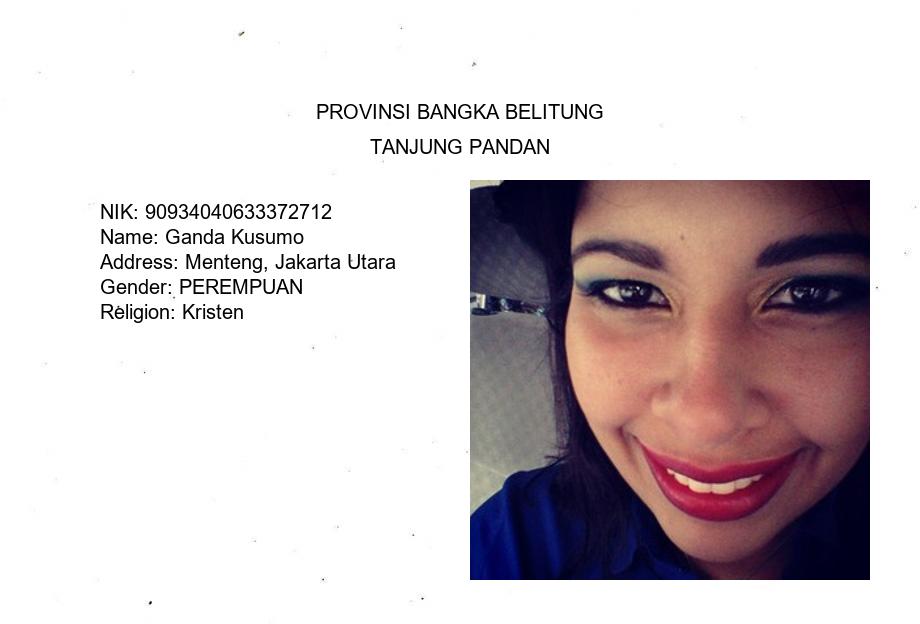 PROVINSI BANGKA BELITUNG
TANJUNG PANDAN
NIK: 90934040633372712
Name: Ganda Kusumo
Address: Menteng, Jakarta Utara
Gender: PEREMPUAN
Religion: Kristen